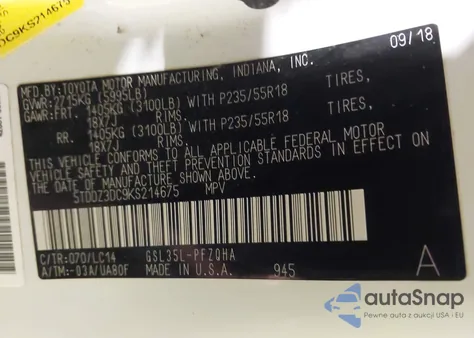 DC9KS214675
09/18
MFD.BY: TOYOTA MOTOR MANUFACTURING, INDIANA, INC.
GVWR: 2715KG (5995LB)
GAWR: FRT. 1405KG (3100LB) WITH P235/55R18 TIRES,
18X7J RIMS.
RR. 1405KG (3100LB) WITH P235/55R18 TIRES,
18X7J RIMS.
THIS VEHICLE CONFORMS TO ALL APPLICABLE FEDERAL MOTOR
VEHICLE SAFETY AND THEFT PREVENTION STANDARDS IN EFFECT
ON THE DATE OF MANUFACTURE SHOWN ABOVE.
5TDDZ3DC9KS214675 MPV
C/TR:070/LC14 GSL35L-PFZQHA
A/TM:-03A/UA80F MADE IN U.S.A. 945 A
autoSnap
Pewne auta z USA i EU